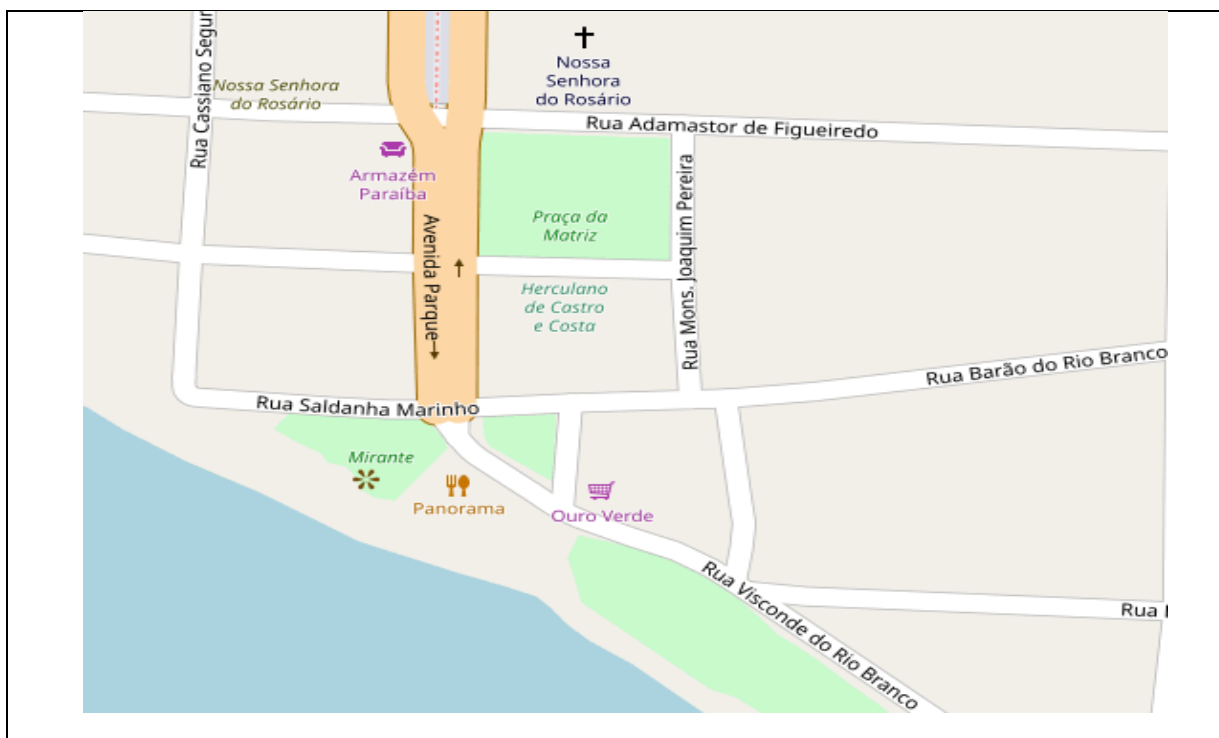 Rua Cassiano Segur
Nossa
Senhora
do Rosário
Nossa Senhora
do Rosário
Rua Adamastor de Figueiredo
Armazém
Paraíba
Avenida Parque
Praça da
Matriz
Rua Mons. Joaquim Pereira
Herculano
de Castro
e Costa
Rua Barão do Rio Branco
Rua Saldanha Marinho
Mirante
Panorama
Ouro Verde
Rua Visconde do Rio Branco
Rua